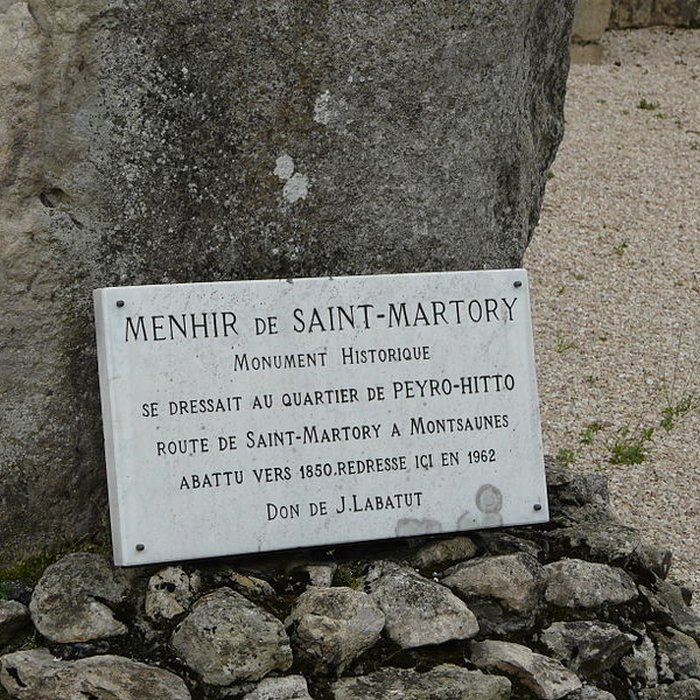 MENHIR DE SAINT-MARTORY
MONUMENT HISTORIQUE
SE DRESSAIT AU QUARTIER DE PEYRO-HITTO
ROUTE DE SAINT-MARTORY A MONTSAUNES
ABATTU VERS 1850.REDRESSE ICI EN 1962
DON DE J.LABATUT